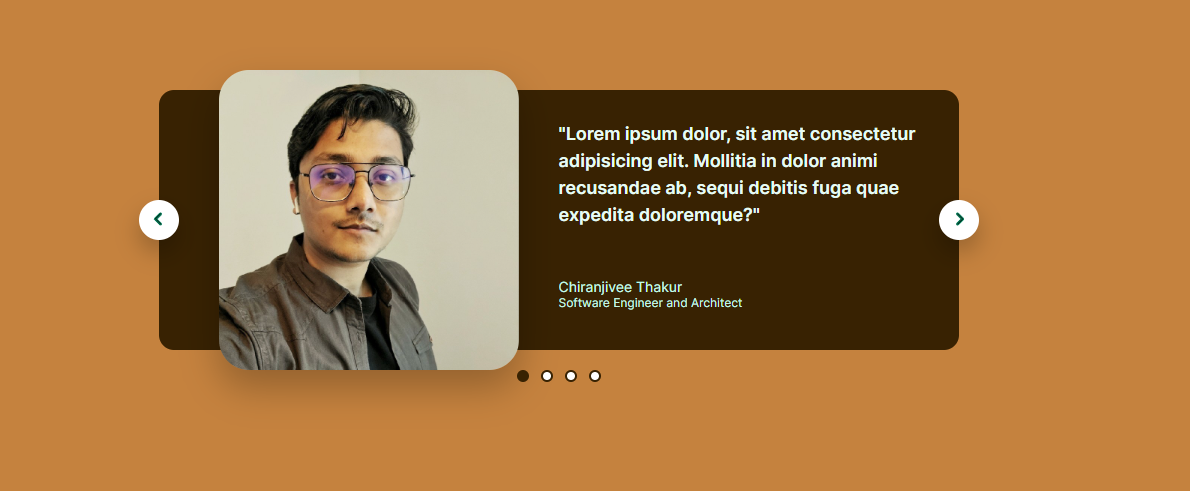 "Lorem ipsum dolor, sit amet consectetur
adipisicing elit. Mollitia in dolor animi
recusandae ab, sequi debitis fuga quae
expedita doloremque?"
Chiranjivee Thakur
Software Engineer and Architect